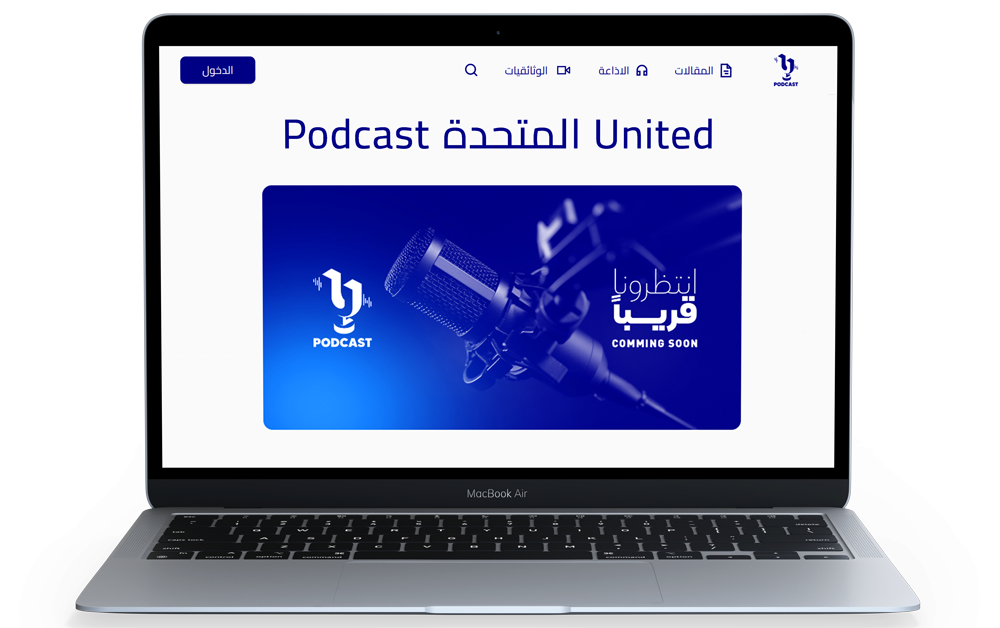 PODCAST
المقالات
الاذاعة
الوثائقيات
الدخول
Podcast المتحدة United
PODCAST
انتظرونا
قريباً
COMMING SOON
MacBook Air